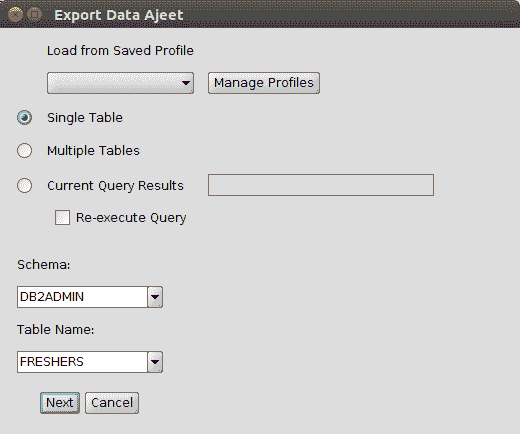 Export Data Ajeet
Load from Saved Profile
Manage Profiles
Single Table
Multiple Tables
Current Query Results
Re-execute Query
Schema:
DB2ADMIN
Table Name:
FRESHERS
Next Cancel